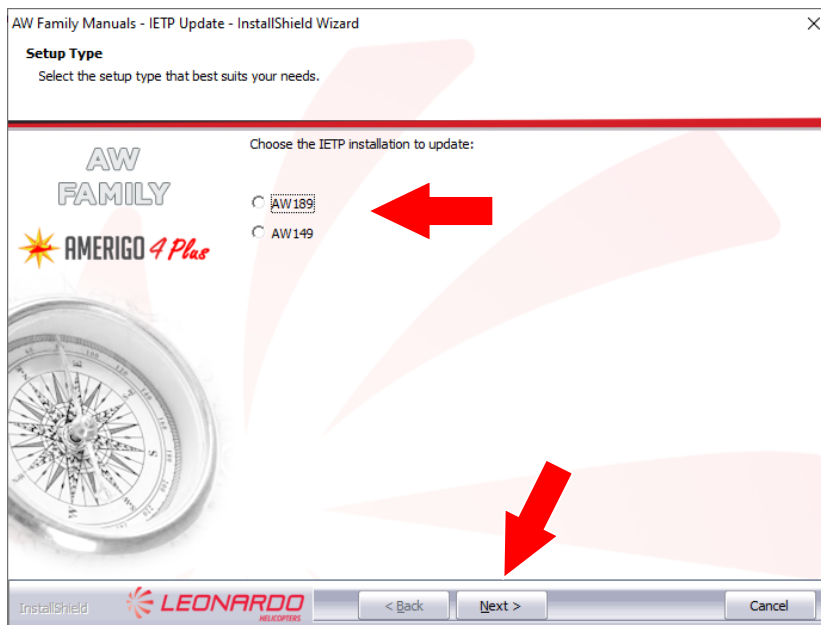 AW Family Manuals - IETP Update - InstallShield Wizard
Setup Type
Select the setup type that best suits your needs.
Choose the IETP installation to update:
AW
FAMILY
AMERIGO 4 Plus
AW189
AW149
InstallShield
LEONARDO
HELICOPTERS
< Back
Next >
Cancel